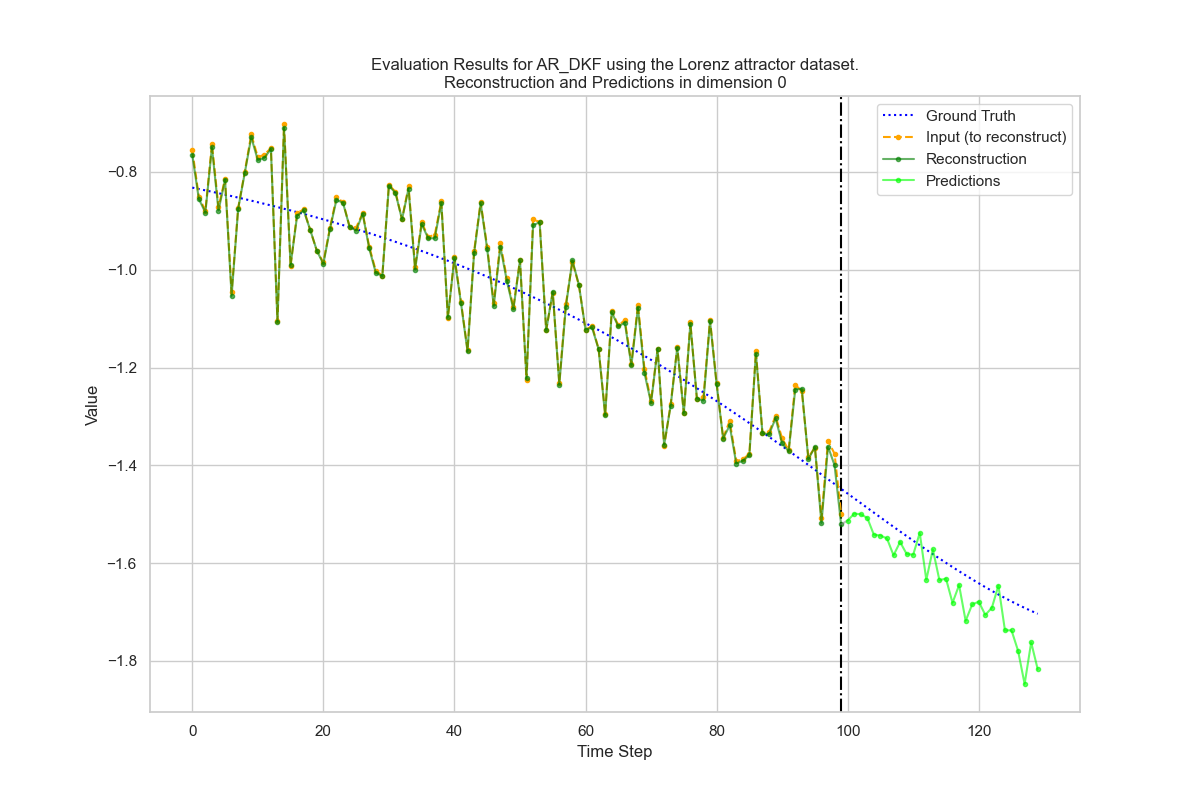 Evaluation Results for AR_DKF using the Lorenz attractor dataset.
Reconstruction and Predictions in dimension 0
Ground Truth
Input (to reconstruct)
Reconstruction
Predictions
−0.8
−1.0
−1.2
−1.4
−1.6
−1.8
Value
0 20 40 60 80 100 120
Time Step